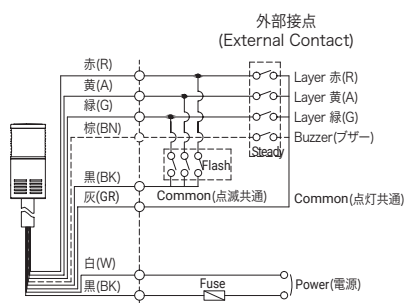 外部接点
(External Contact)
赤(R)
Layer 赤(R)
黄(A)
Layer 黄(A)
緑(G)
Layer 緑(G)
棕(BN)
Buzzer(ブザー)
Steady
Flash
黒(BK)
灰(GR)
Common(点滅共通)
Common(点灯共通)
白(W)
黒(BK)
Fuse
Power(電源)